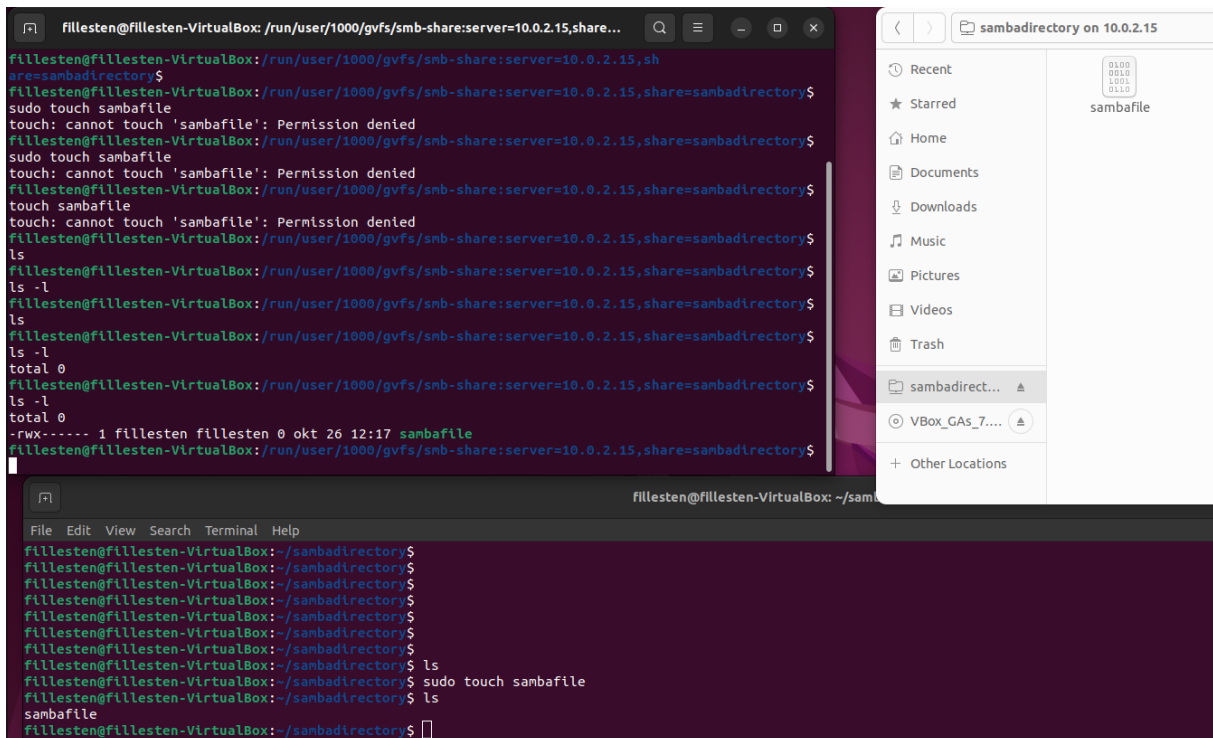 fillesten@fillesten-VirtualBox: /run/user/1000/gvfs/smb-share:server=10.0.2.15,share...
fillesten@fillesten-VirtualBox:/run/user/1000/gvfs/smb-share:server=10.0.2.15,sh
are=sambadirectory$
fillesten@fillesten-VirtualBox:/run/user/1000/gvfs/smb-share:server=10.0.2.15,share=sambadirectory$
sudo touch sambafile
touch: cannot touch 'sambafile': Permission denied
fillesten@fillesten-VirtualBox:/run/user/1000/gvfs/smb-share:server=10.0.2.15,share=sambadirectory$
sudo touch sambafile
touch: cannot touch 'sambafile': Permission denied
fillesten@fillesten-VirtualBox:/run/user/1000/gvfs/smb-share:server=10.0.2.15,share=sambadirectory$
touch sambafile
touch: cannot touch 'sambafile': Permission denied
fillesten@fillesten-VirtualBox:/run/user/1000/gvfs/smb-share:server=10.0.2.15,share=sambadirectory$
ls
fillesten@fillesten-VirtualBox:/run/user/1000/gvfs/smb-share:server=10.0.2.15,share=sambadirectory$
ls -l
fillesten@fillesten-VirtualBox:/run/user/1000/gvfs/smb-share:server=10.0.2.15,share=sambadirectory$
ls
fillesten@fillesten-VirtualBox:/run/user/1000/gvfs/smb-share:server=10.0.2.15,share=sambadirectory$
ls -l
total 0
fillesten@fillesten-VirtualBox:/run/user/1000/gvfs/smb-share:server=10.0.2.15,share=sambadirectory$
ls -l
total 0
-rwx------ 1 fillesten fillesten 0 okt 26 12:17 sambafile
fillesten@fillesten-VirtualBox:/run/user/1000/gvfs/smb-share:server=10.0.2.15,share=sambadirectory$
sambadirectory on 10.0.2.15
Recent
Starred
Home
Documents
Downloads
Music
Pictures
Videos
Trash
sambadirect...
VBox_GAs_7....
Other Locations
0100
0010
1001
0110
sambafile
fillesten@fillesten-VirtualBox: ~/samb
File Edit View Search Terminal Help
fillesten@fillesten-VirtualBox:~/sambadirectory$
fillesten@fillesten-VirtualBox:~/sambadirectory$
fillesten@fillesten-VirtualBox:~/sambadirectory$
fillesten@fillesten-VirtualBox:~/sambadirectory$
fillesten@fillesten-VirtualBox:~/sambadirectory$
fillesten@fillesten-VirtualBox:~/sambadirectory$
fillesten@fillesten-VirtualBox:~/sambadirectory$
fillesten@fillesten-VirtualBox:~/sambadirectory$ ls
fillesten@fillesten-VirtualBox:~/sambadirectory$ sudo touch sambafile
fillesten@fillesten-VirtualBox:~/sambadirectory$ ls
sambafile
fillesten@fillesten-VirtualBox:~/sambadirectory$